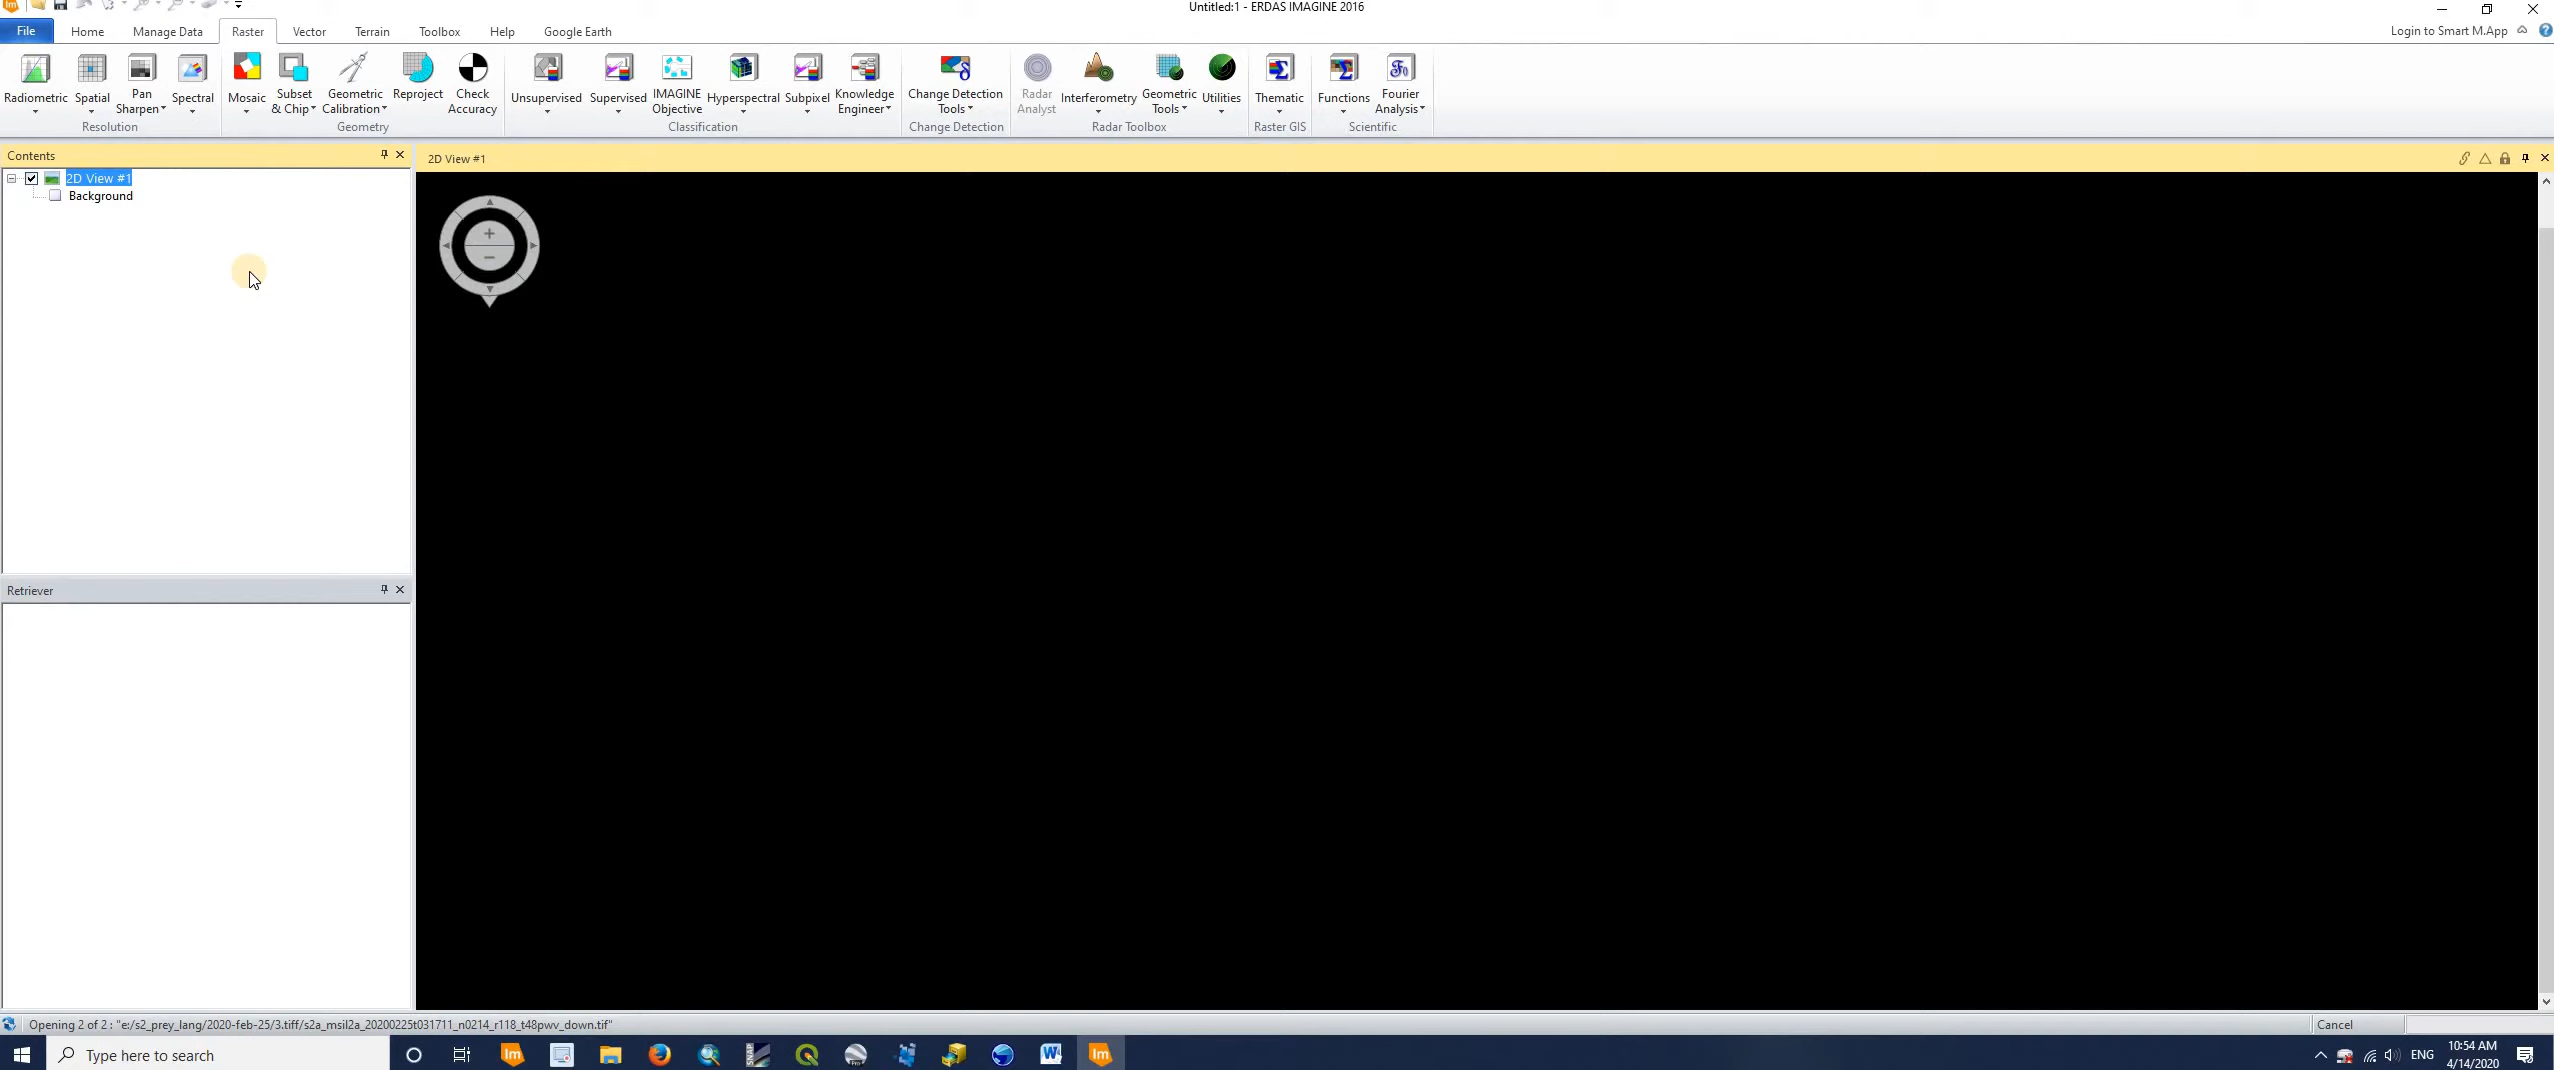 Untitled:1 - ERDAS IMAGINE 2016
File Home Manage Data Raster Vector Terrain Toolbox Help Google Earth Login to Smart M.App
Radiometric Spatial Pan Sharpen Spectral Mosaic Subset & Chip Geometric Calibration Reproject Check Accuracy Unsupervised Supervised IMAGINE Objective Hyperspectral Subpixel Knowledge Engineer Change Detection Tools Radar Analyst Interferometry Geometric Tools Utilities Thematic Functions Fourier Analysis
Resolution Geometry Classification Change Detection Radar Toolbox Raster GIS Scientific
Contents
2D View #1
2D View #1
Background
Retriever
Opening 2 of 2 : "e:/s2_prey_lang/2020-feb-25/3.tiff/s2a_msil2a_20200225t031711_n0214_r118_t48pwv_down.tif"
Cancel
Type here to search
ENG
10:54 AM
4/14/2020